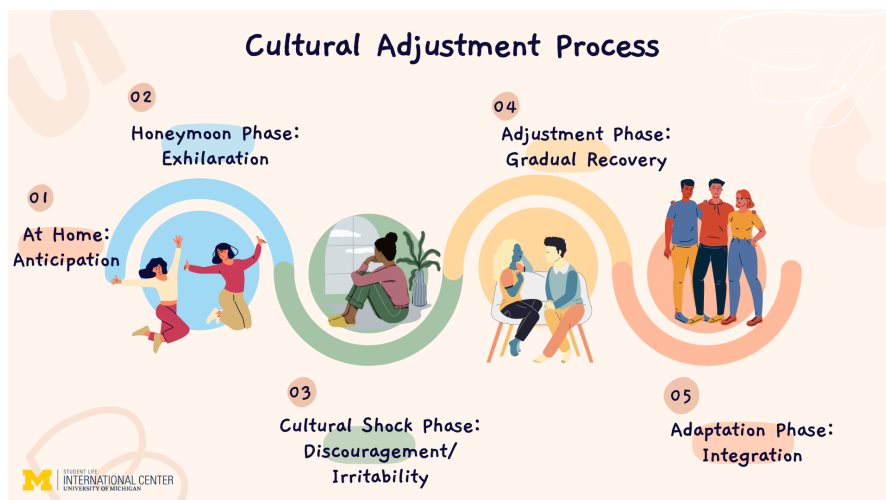 Cultural Adjustment Process
01
At Home:
Anticipation
02
Honeymoon Phase:
Exhilaration
03
Cultural Shock Phase:
Discouragement/
Irritability
04
Adjustment Phase:
Gradual Recovery
05
Adaptation Phase:
Integration
M
STUDENT LIFE
INTERNATIONAL CENTER
UNIVERSITY OF MICHIGAN